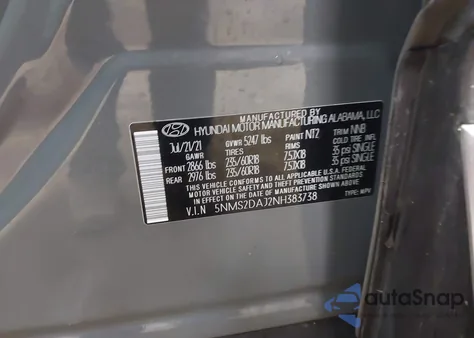 MANUFACTURED BY
HYUNDAI MOTOR MANUFACTURING ALABAMA, LLC
Jul/21/21 GVWR 5247 lbs PAINT NT2 TRIM NNB
GAWR TIRES RIMS COLD TIRE INFL.
FRONT 2866 lbs 235/60R18 7.5JX18 35 psi SINGLE
REAR 2976 lbs 235/60R18 7.5JX18 35 psi SINGLE
THIS VEHICLE CONFORMS TO ALL APPLICABLE
FEDERAL MOTOR VEHICLE SAFETY, BUMPER, AND
THEFT PREVENTION STANDARDS IN EFFECT ON THE
DATE OF MANUFACTURE SHOWN ABOVE.
V.I.N 5NMS2DAJ2NH383738 TYPE: MPV
autoSnap